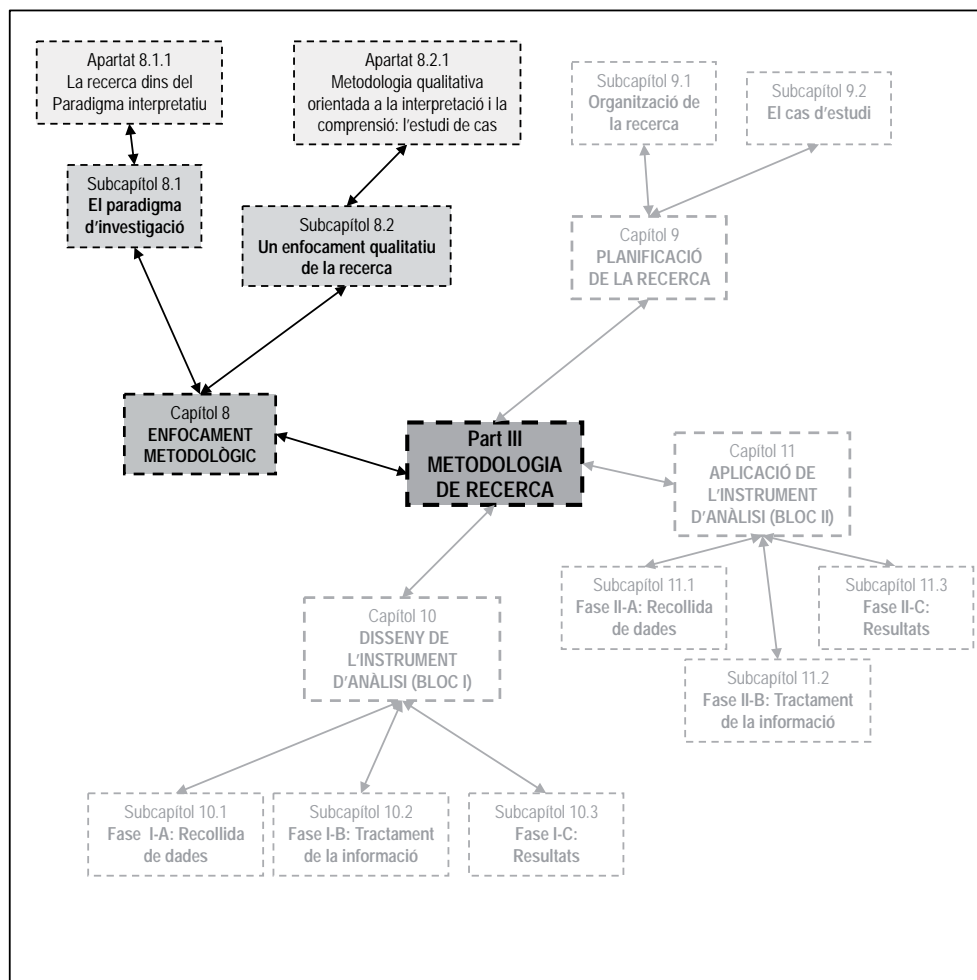 Apartat 8.1.1
La recerca dins del
Paradigma interpretatiu
Apartat 8.2.1
Metodologia qualitativa
orientada a la interpretació i la
comprensió: l'estudi de cas
Subcapítol 9.1
Organització de
la recerca
Subcapítol 9.2
El cas d'estudi
Subcapítol 8.1
El paradigma
d'investigació
Subcapítol 8.2
Un enfocament qualitatiu
de la recerca
Capítol 9
PLANIFICACIÓ
DE LA RECERCA
Capítol 8
ENFOCAMENT
METODOLÒGIC
Part III
METODOLOGIA
DE RECERCA
Capítol 11
APLICACIÓ DE
L'INSTRUMENT
D'ANÀLISI (BLOC II)
Subcapítol 11.1
Fase II-A: Recollida
de dades
Subcapítol 11.3
Fase II-C:
Resultats
Subcapítol 11.2
Fase II-B: Tractament
de la informació
Capítol 10
DISSENY DE
L'INSTRUMENT
D'ANÀLISI (BLOC I)
Subcapítol 10.1
Fase I-A: Recollida
de dades
Subcapítol 10.2
Fase I-B: Tractament
de la informació
Subcapítol 10.3
Fase I-C:
Resultats